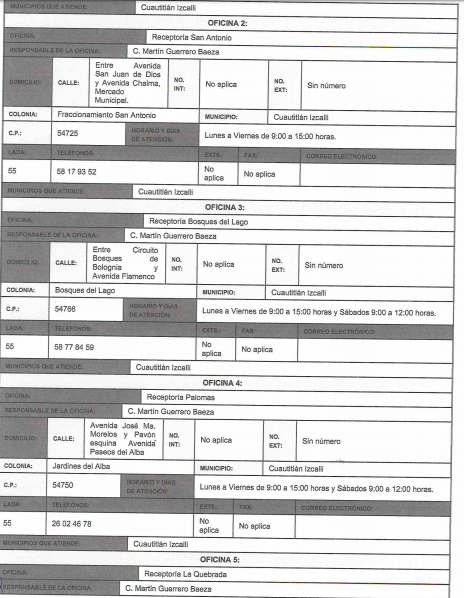 MUNICIPIOS QUE ATIENDE: Cuautitlán Izcalli
OFICINA 2:
OFICINA: Receptoría San Antonio
RESPONSABLE DE LA OFICINA: C. Martín Guerrero Baeza
DOMICILIO: CALLE: Entre Avenida San Juan de Dios y Avenida Chalma, Mercado Municipal. NO. INT: No aplica NO. EXT: Sin número
COLONIA: Fraccionamiento San Antonio MUNICIPIO: Cuautitlán Izcalli
C.P.: 54725 HORARIO Y DIAS DE ATENCIÓN: Lunes a Viernes de 9:00 a 15:00 horas.
LADA: TELÉFONOS: EXTS.: FAX: CORREO ELECTRÓNICO:
55 58 17 93 52 No aplica No aplica
MUNICIPIOS QUE ATIENDE: Cuautitlán Izcalli
OFICINA 3:
OFICINA: Receptoría Bosques del Lago
RESPONSABLE DE LA OFICINA: C. Martín Guerrero Baeza
DOMICILIO: CALLE: Entre Circuito Bosques de Bolognia y Avenida Flamenco NO. INT: No aplica NO. EXT: Sin número
COLONIA: Bosques del Lago MUNICIPIO: Cuautitlán Izcalli
C.P.: 54766 HORARIO Y DIAS DE ATENCIÓN: Lunes a Viernes de 9:00 a 15:00 horas y Sábados 9:00 a 12:00 horas.
LADA: TELÉFONOS: EXTS.: FAX: CORREO ELECTRÓNICO:
55 58 77 84 59 No aplica No aplica
MUNICIPIOS QUE ATIENDE: Cuautitlán Izcalli
OFICINA 4:
OFICINA: Receptoría Palomas
RESPONSABLE DE LA OFICINA: C. Martín Guerrero Baeza
DOMICILIO: CALLE: Avenida José Ma. Morelos y Pavón esquina Avenida Paseos del Alba NO. INT: No aplica NO. EXT: Sin número
COLONIA: Jardines del Alba MUNICIPIO: Cuautitlán Izcalli
C.P.: 54750 HORARIO Y DIAS DE ATENCIÓN: Lunes a Viernes de 9:00 a 15:00 horas y Sábados 9:00 a 12:00 horas.
LADA: TELÉFONOS: EXTS.: FAX: CORREO ELECTRÓNICO:
55 26 02 46 78 No aplica No aplica
MUNICIPIOS QUE ATIENDE: Cuautitlán Izcalli
OFICINA 5:
OFICINA: Receptoría La Quebrada
RESPONSABLE DE LA OFICINA: C. Martín Guerrero Baeza